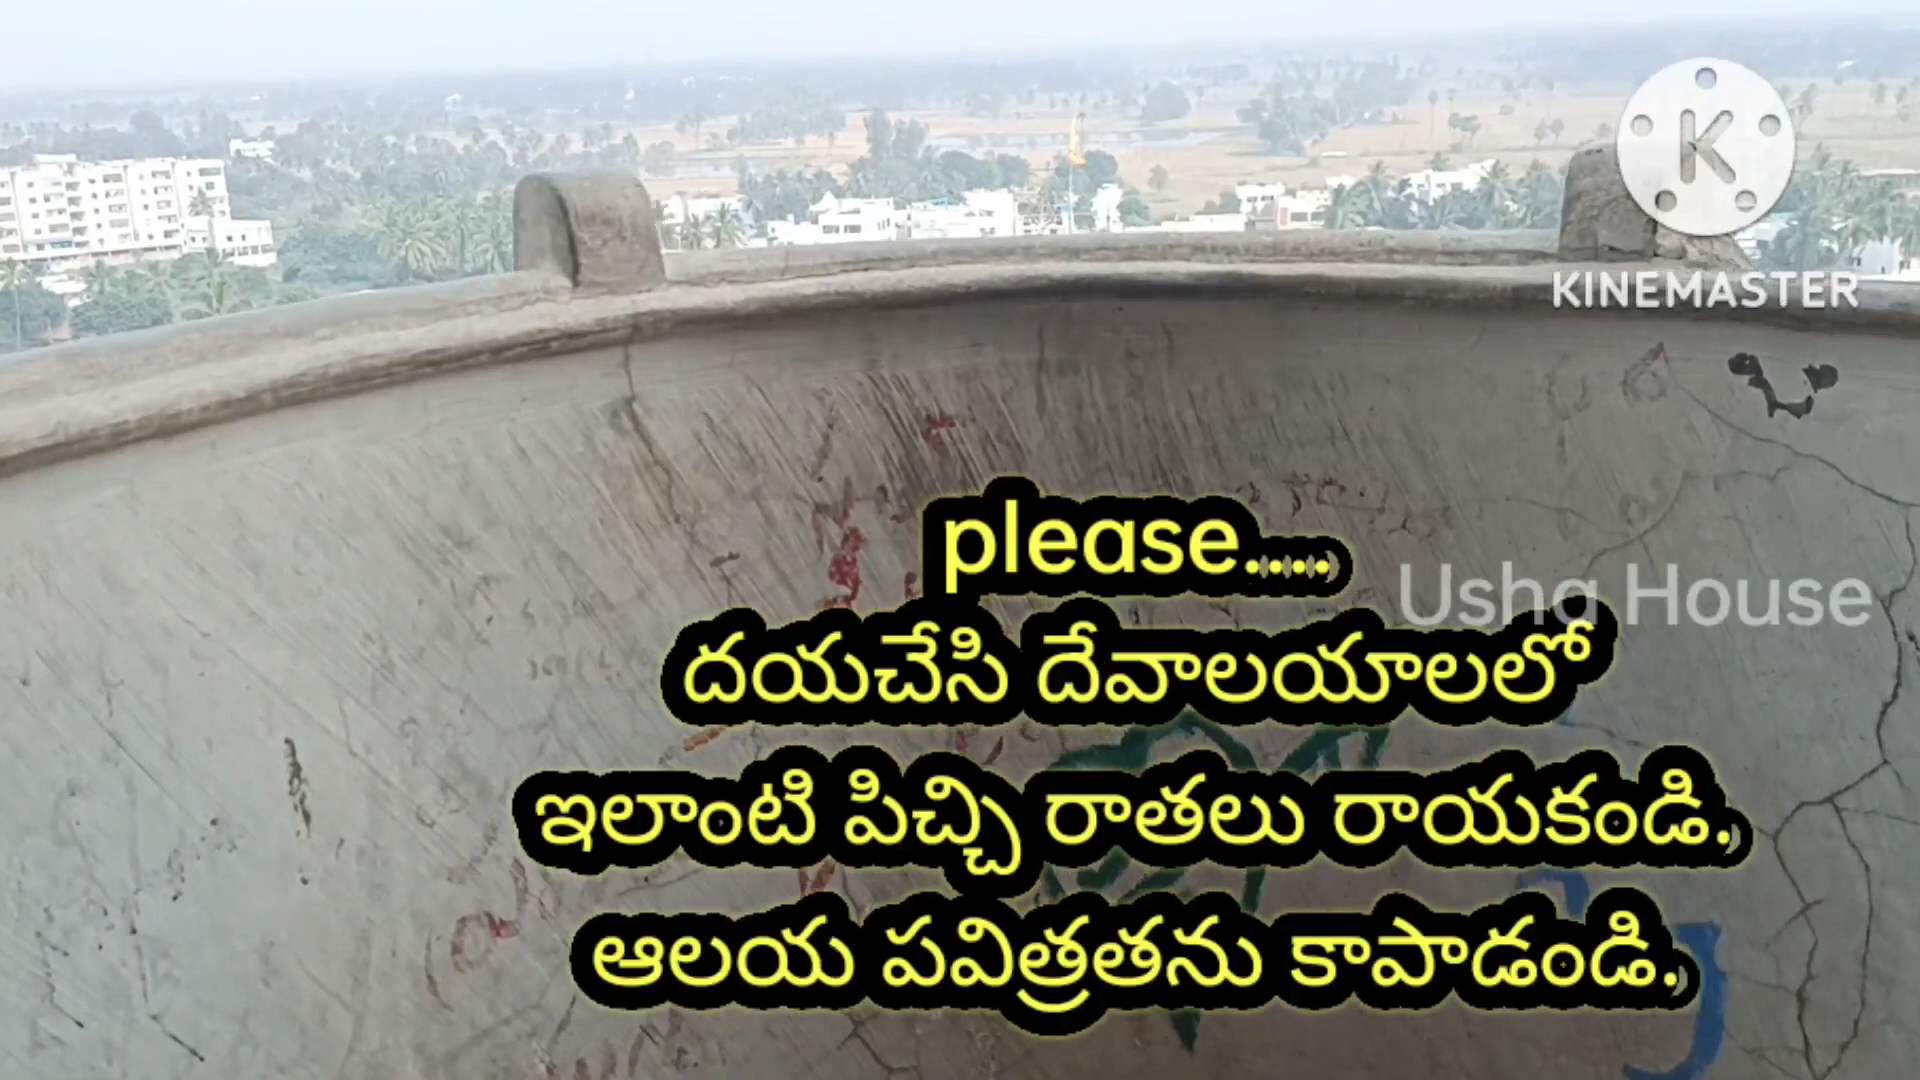 KINEMASTER
please.....
Usha House
దయచేసి దేవాలయాలలో
ఇలాంటి పిచ్చి రాతలు రాయకండి.
ఆలయ పవిత్రతను కాపాడండి.